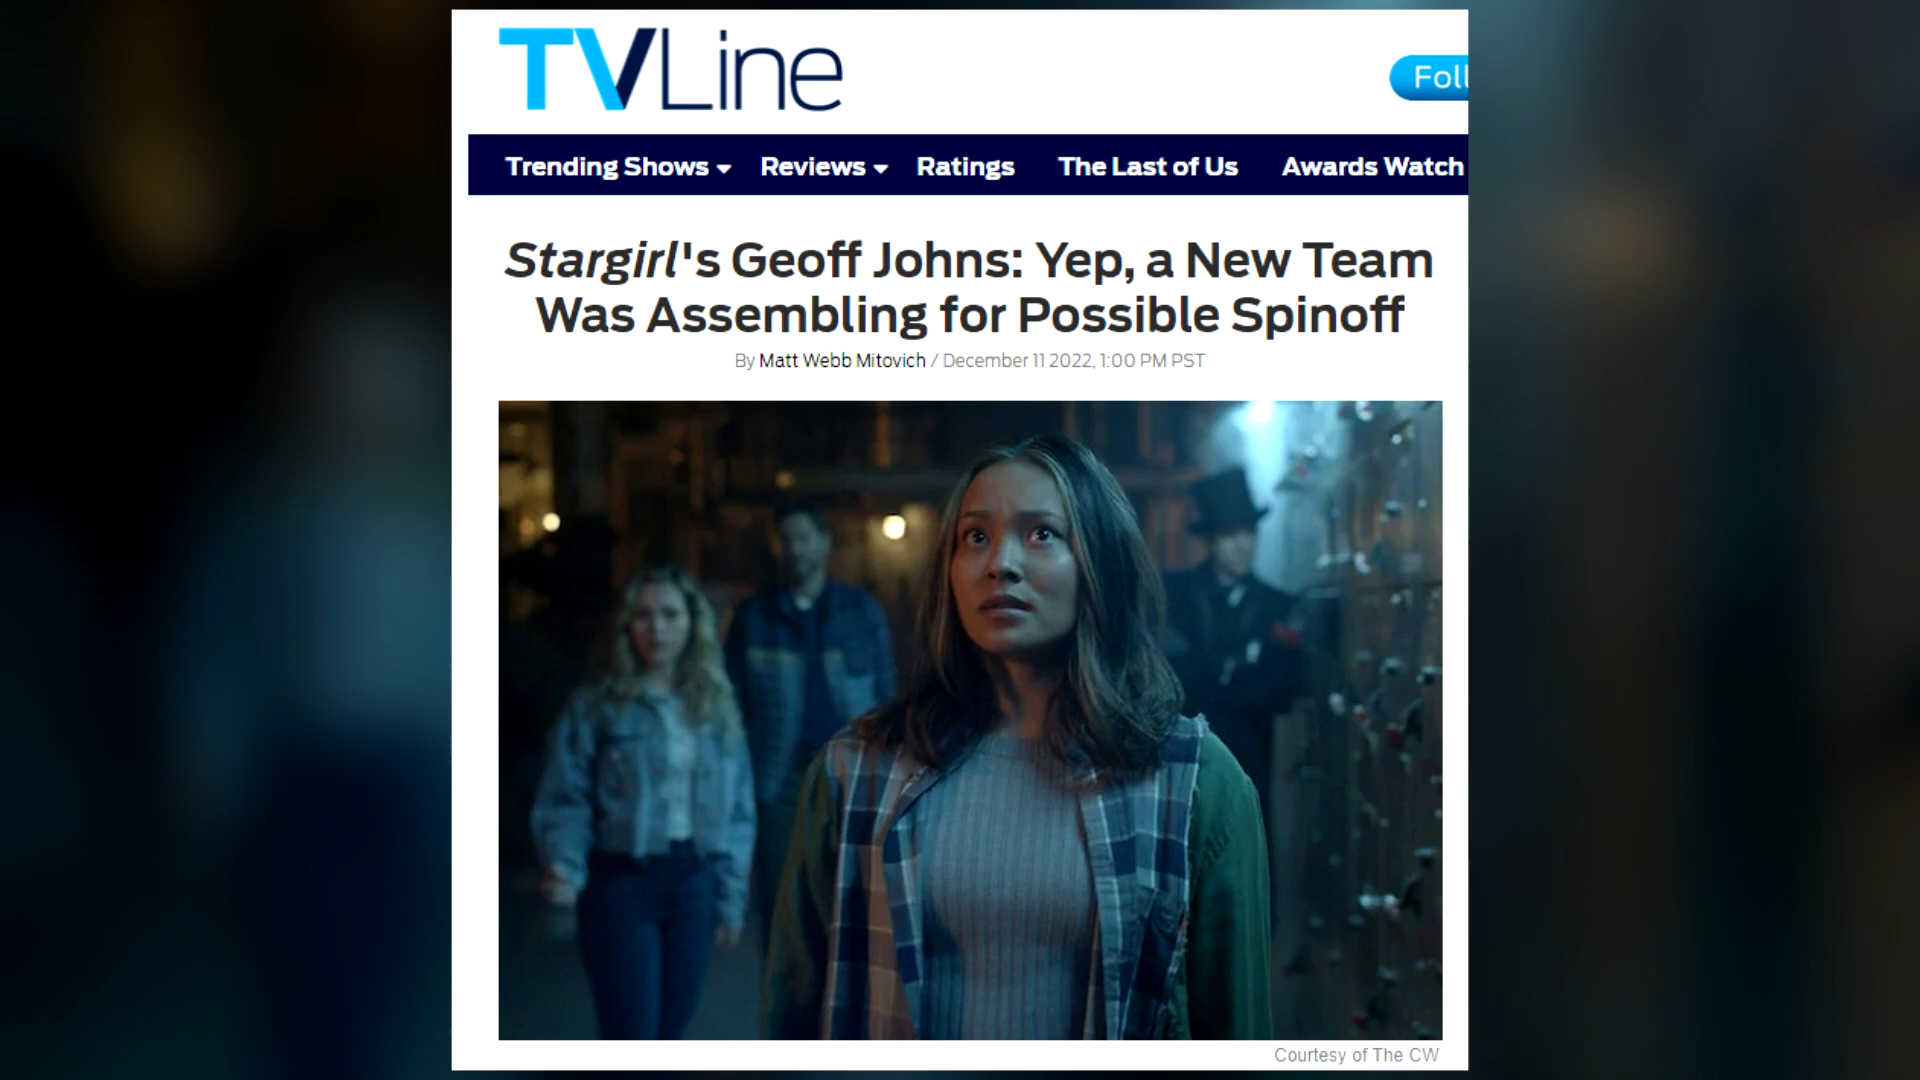 TVLine
Foll
Trending Shows Reviews Ratings The Last of Us Awards Watch
Stargirl's Geoff Johns: Yep, a New Team
Was Assembling for Possible Spinoff
By Matt Webb Mitovich / December 11 2022, 1:00 PM PST
Courtesy of The CW